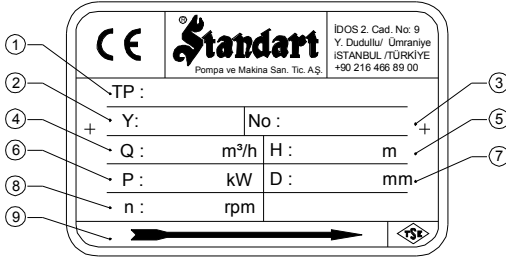 CE
® Standart
Pompa ve Makina San. Tic. A.Ş.
İDOS 2. Cad. No: 9
Y. Dudullu/ Ümraniye
iSTANBUL /TÜRKİYE
+90 216 466 89 00
1 TP :
2 Y: No : 3
4 Q : m³/h H : m 5
6 P : kW D : mm 7
8 n : rpm
9 TSE